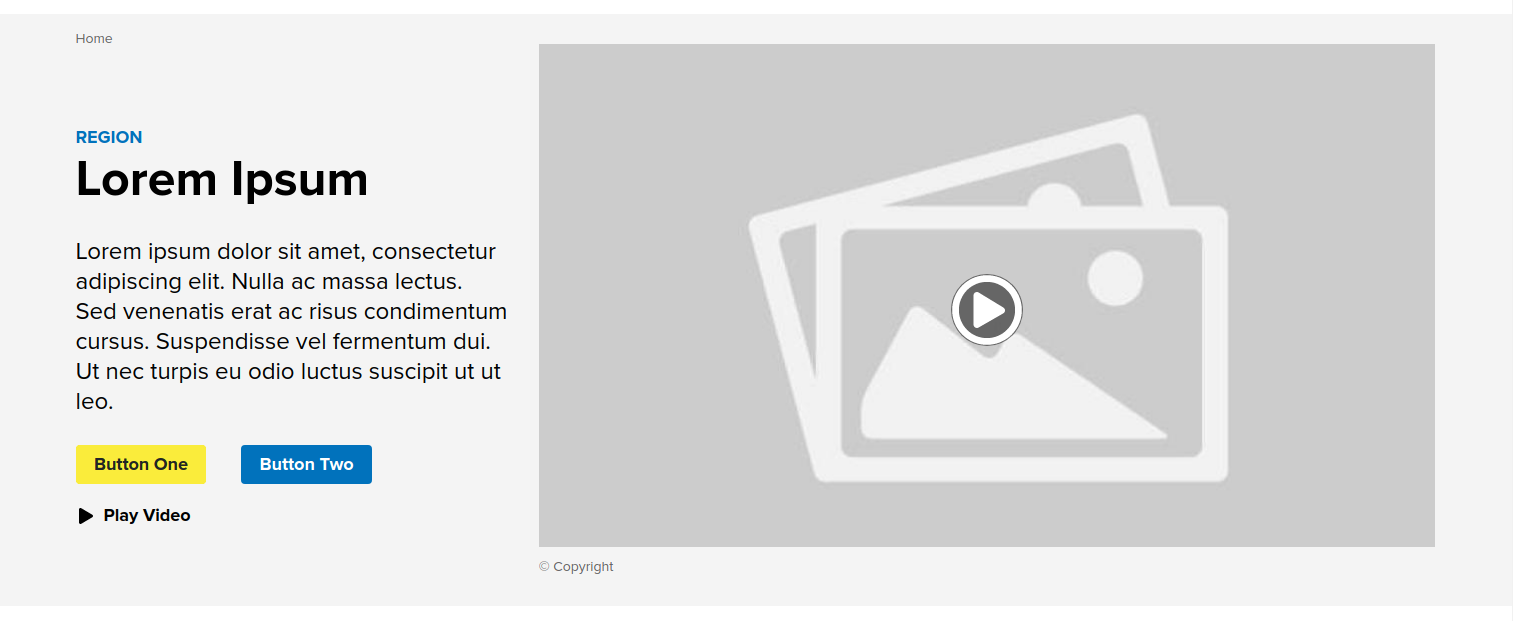 Home
REGION
Lorem Ipsum
Lorem ipsum dolor sit amet, consectetur
adipiscing elit. Nulla ac massa lectus.
Sed venenatis erat ac risus condimentum
cursus. Suspendisse vel fermentum dui.
Ut nec turpis eu odio luctus suscipit ut ut
leo.
Button One
Button Two
Play Video
© Copyright